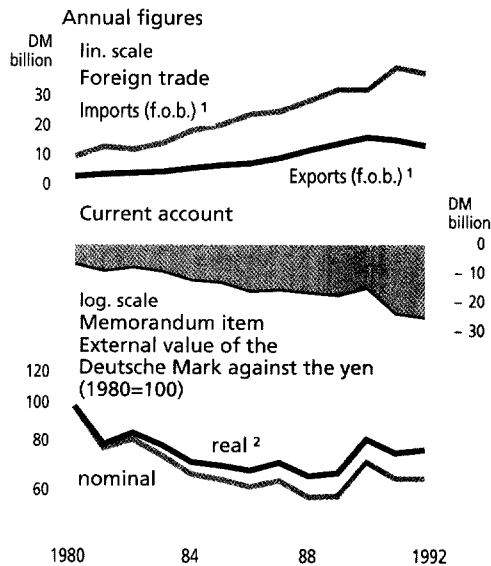 Annual figures
DM
billion
lin. scale
Foreign trade
Imports (f.o.b.) 1
30
20
10
0
Exports (f.o.b.) 1
Current account
DM
billion
0
– 10
– 20
– 30
log. scale
Memorandum item
External value of the
Deutsche Mark against the yen
(1980=100)
120
100
80
60
real 2
nominal
1980
84
88
1992